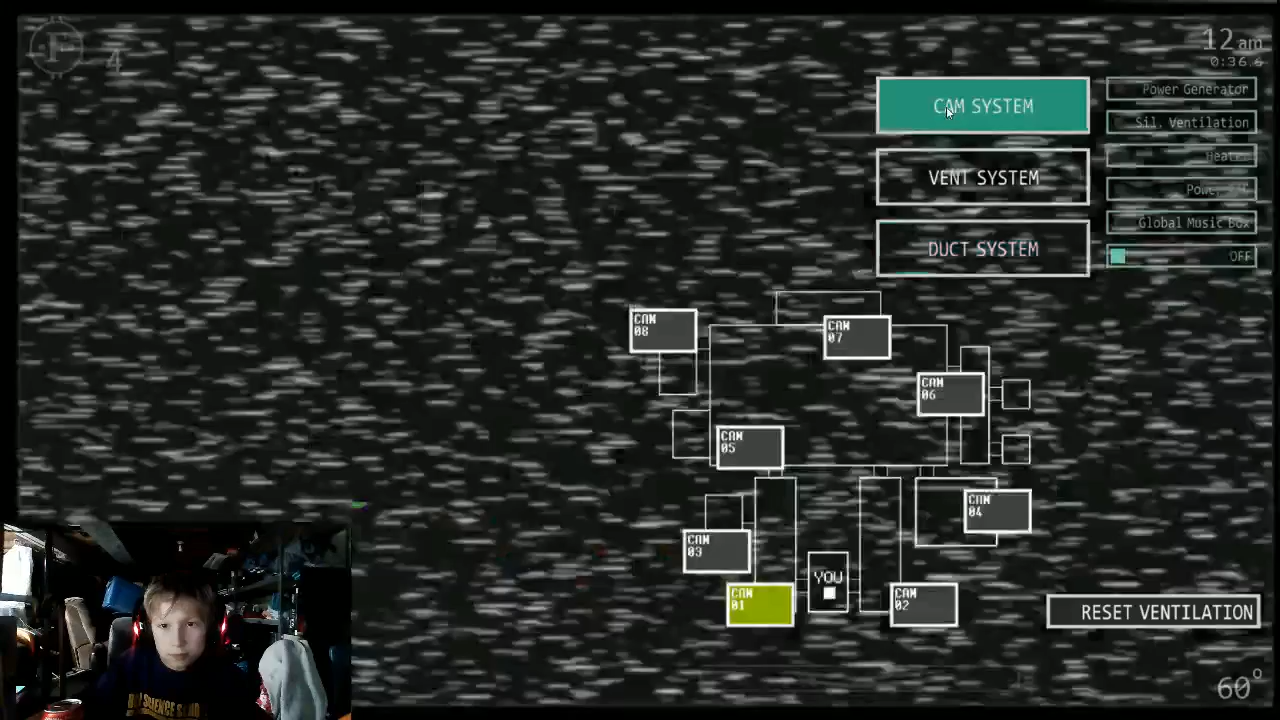 F 4
12 am
0:36.6
CAM SYSTEM
Power Generator
Sil. Ventilation
VENT SYSTEM
Heater
Global Music Box
DUCT SYSTEM
OFF
CAM
08
CAM
07
CAM
06
CAM
05
CAM
04
CAM
03
YOU
CAM
01
CAM
02
RESET VENTILATION
60°